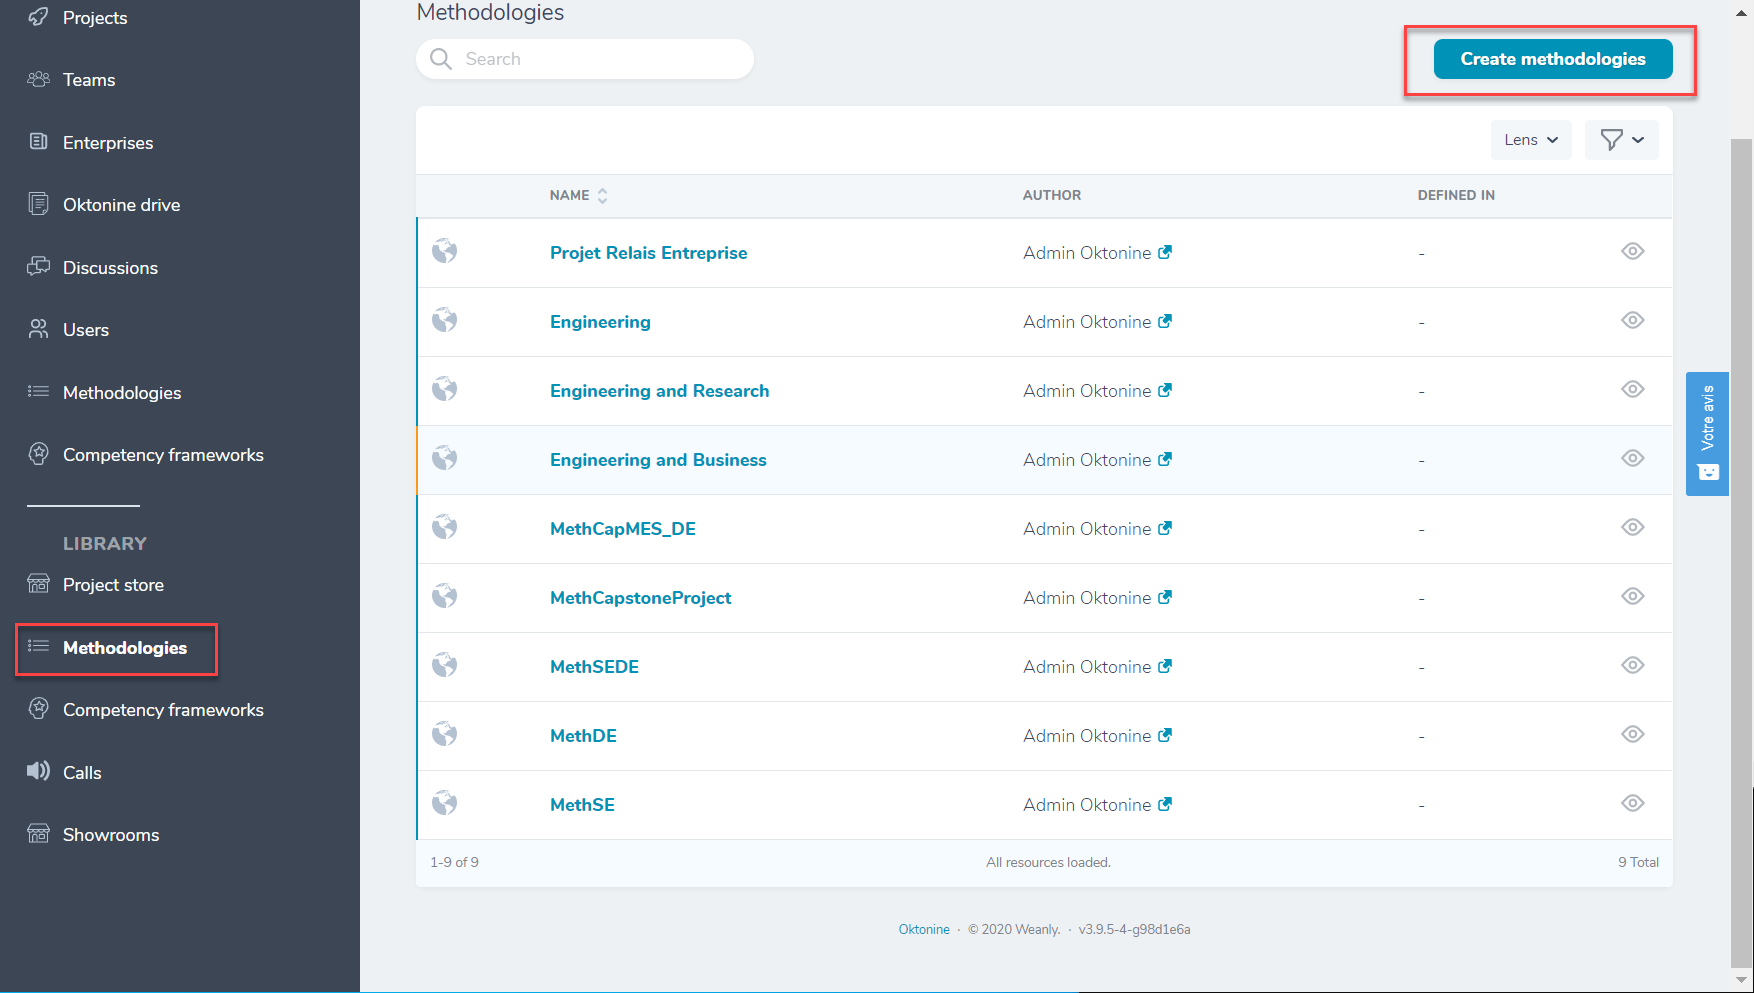 Projects
Teams
Enterprises
Oktonine drive
Discussions
Users
Methodologies
Competency frameworks
LIBRARY
Project store
Methodologies
Competency frameworks
Calls
Showrooms
Methodologies
Search
Create methodologies
Lens
NAME AUTHOR DEFINED IN
Projet Relais Entreprise Admin Oktonine -
Engineering Admin Oktonine -
Engineering and Research Admin Oktonine -
Engineering and Business Admin Oktonine -
MethCapMES_DE Admin Oktonine -
MethCapstoneProject Admin Oktonine -
MethSEDE Admin Oktonine -
MethDE Admin Oktonine -
MethSE Admin Oktonine -
1-9 of 9 All resources loaded. 9 Total
Oktonine · © 2020 Weanly. · v3.9.5-4-g98d1e6a
Votre avis